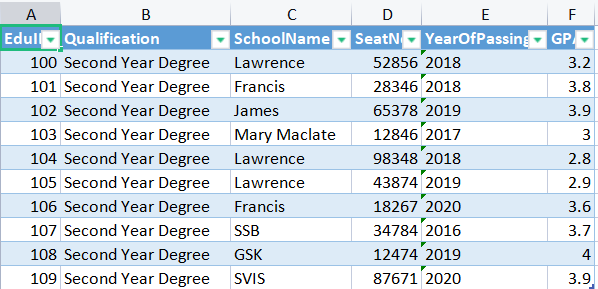 A B C D E F
EduI Qualification SchoolName SeatN YearOfPassing GPA
100 Second Year Degree Lawrence 52856 2018 3.2
101 Second Year Degree Francis 28346 2018 3.8
102 Second Year Degree James 65378 2019 3.9
103 Second Year Degree Mary Maclate 12846 2017 3
104 Second Year Degree Lawrence 98348 2018 2.8
105 Second Year Degree Lawrence 43874 2019 2.9
106 Second Year Degree Francis 18267 2020 3.6
107 Second Year Degree SSB 34784 2016 3.7
108 Second Year Degree GSK 12474 2019 4
109 Second Year Degree SVIS 87671 2020 3.9